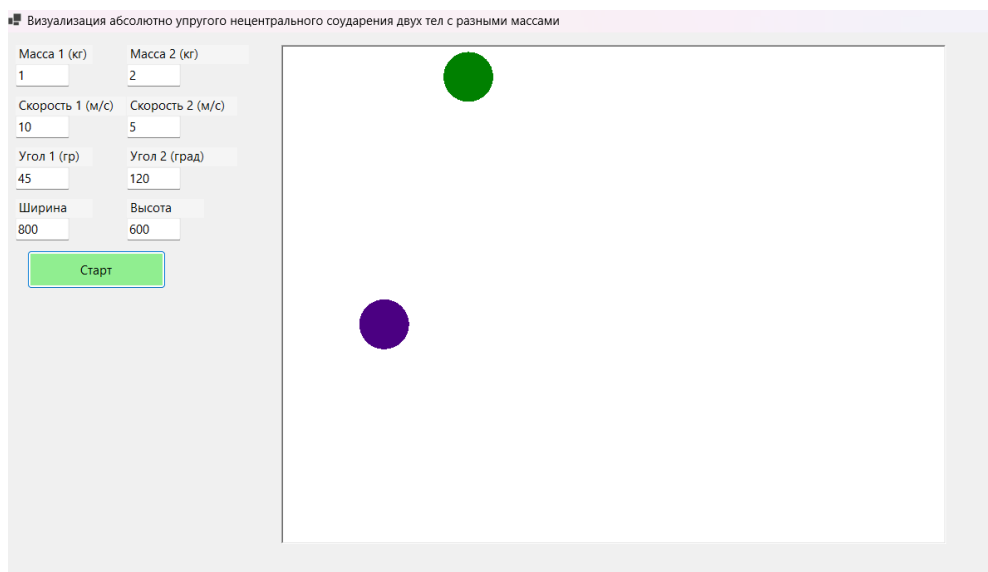 Визуализация абсолютно упругого нецентрального соударения двух тел с разными массами
Масса 1 (кг) Масса 2 (кг)
1 2
Скорость 1 (м/с) Скорость 2 (м/с)
10 5
Угол 1 (гр) Угол 2 (град)
45 120
Ширина Высота
800 600
Старт